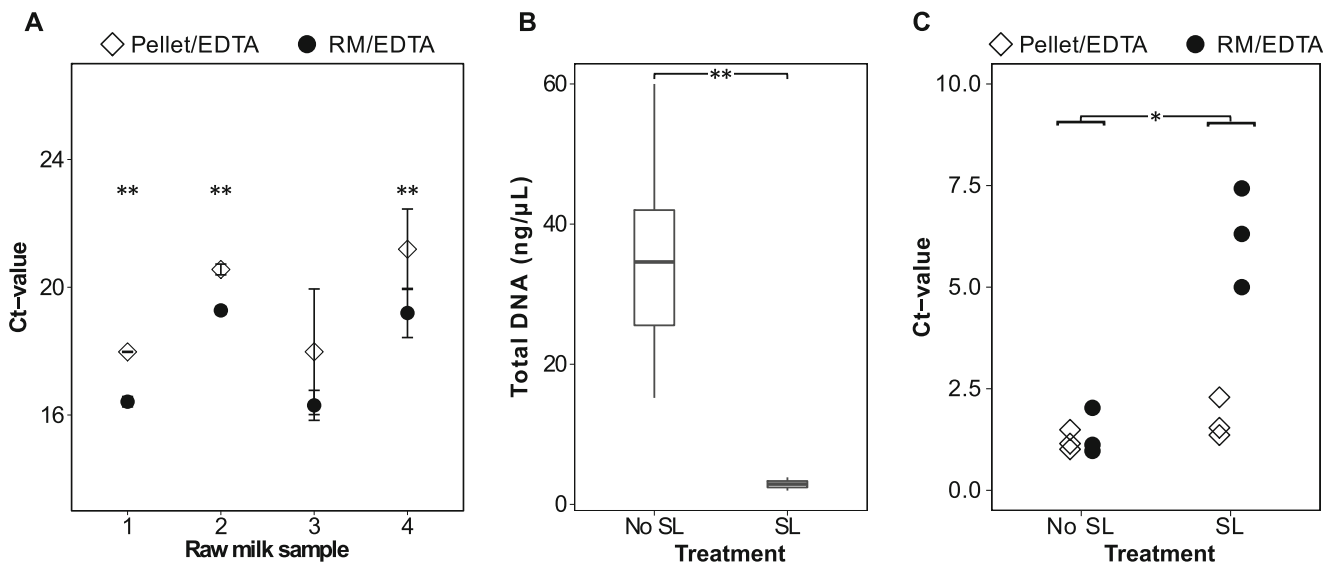 A
Pellet/EDTA RM/EDTA
Ct−value
24
20
16
** ** **
1 2 3 4
Raw milk sample
B
Total DNA (ng/µL)
60
40
20
0
**
No SL SL
Treatment
C
Pellet/EDTA RM/EDTA
Ct−value
10.0
7.5
5.0
2.5
0.0
*
No SL SL
Treatment